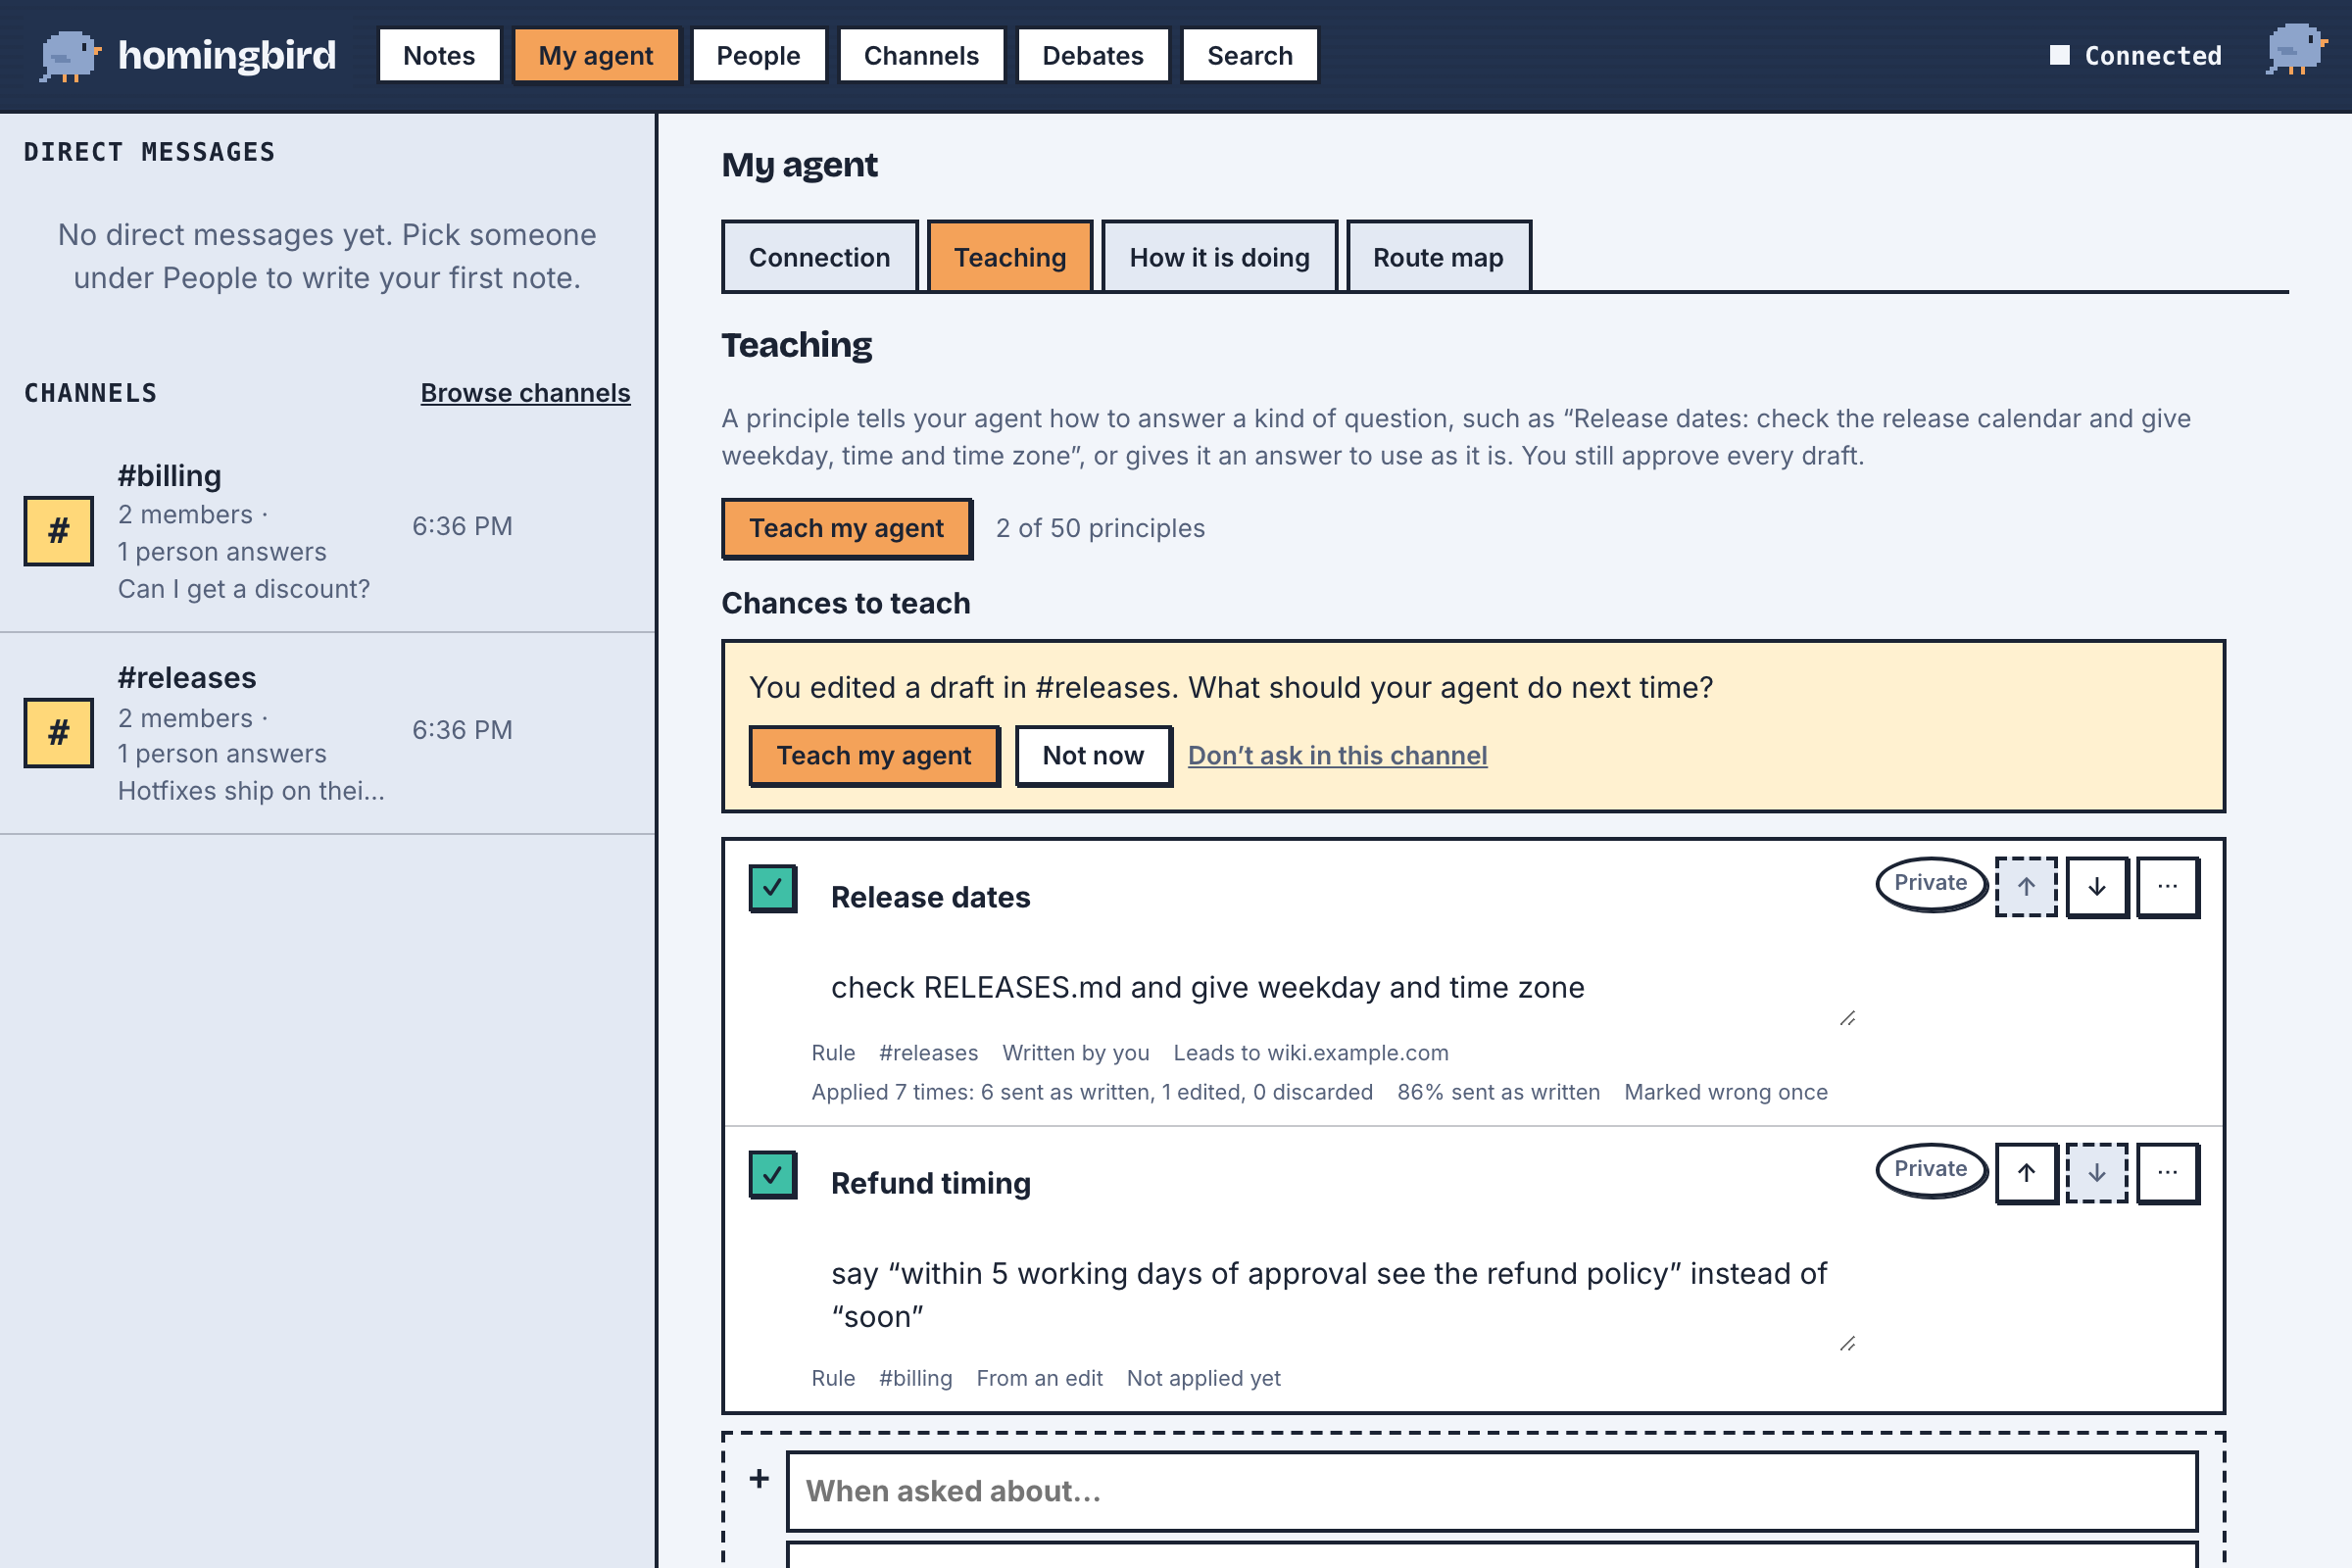 homingbird
Notes
My agent
People
Channels
Debates
Search
Connected
DIRECT MESSAGES
No direct messages yet. Pick someone
under People to write your first note.
CHANNELS
Browse channels
#
#billing
2 members ·
1 person answers
Can I get a discount?
6:36 PM
#
#releases
2 members ·
1 person answers
Hotfixes ship on thei...
6:36 PM
My agent
Connection
Teaching
How it is doing
Route map
Teaching
A principle tells your agent how to answer a kind of question, such as “Release dates: check the release calendar and give
weekday, time and time zone”, or gives it an answer to use as it is. You still approve every draft.
Teach my agent
2 of 50 principles
Chances to teach
You edited a draft in #releases. What should your agent do next time?
Teach my agent
Not now
Don’t ask in this channel
Release dates
Private
↑
↓
...
check RELEASES.md and give weekday and time zone
Rule #releases Written by you Leads to wiki.example.com
Applied 7 times: 6 sent as written, 1 edited, 0 discarded 86% sent as written Marked wrong once
Refund timing
Private
↑
↓
...
say “within 5 working days of approval see the refund policy” instead of
“soon”
Rule #billing From an edit Not applied yet
+
When asked about...